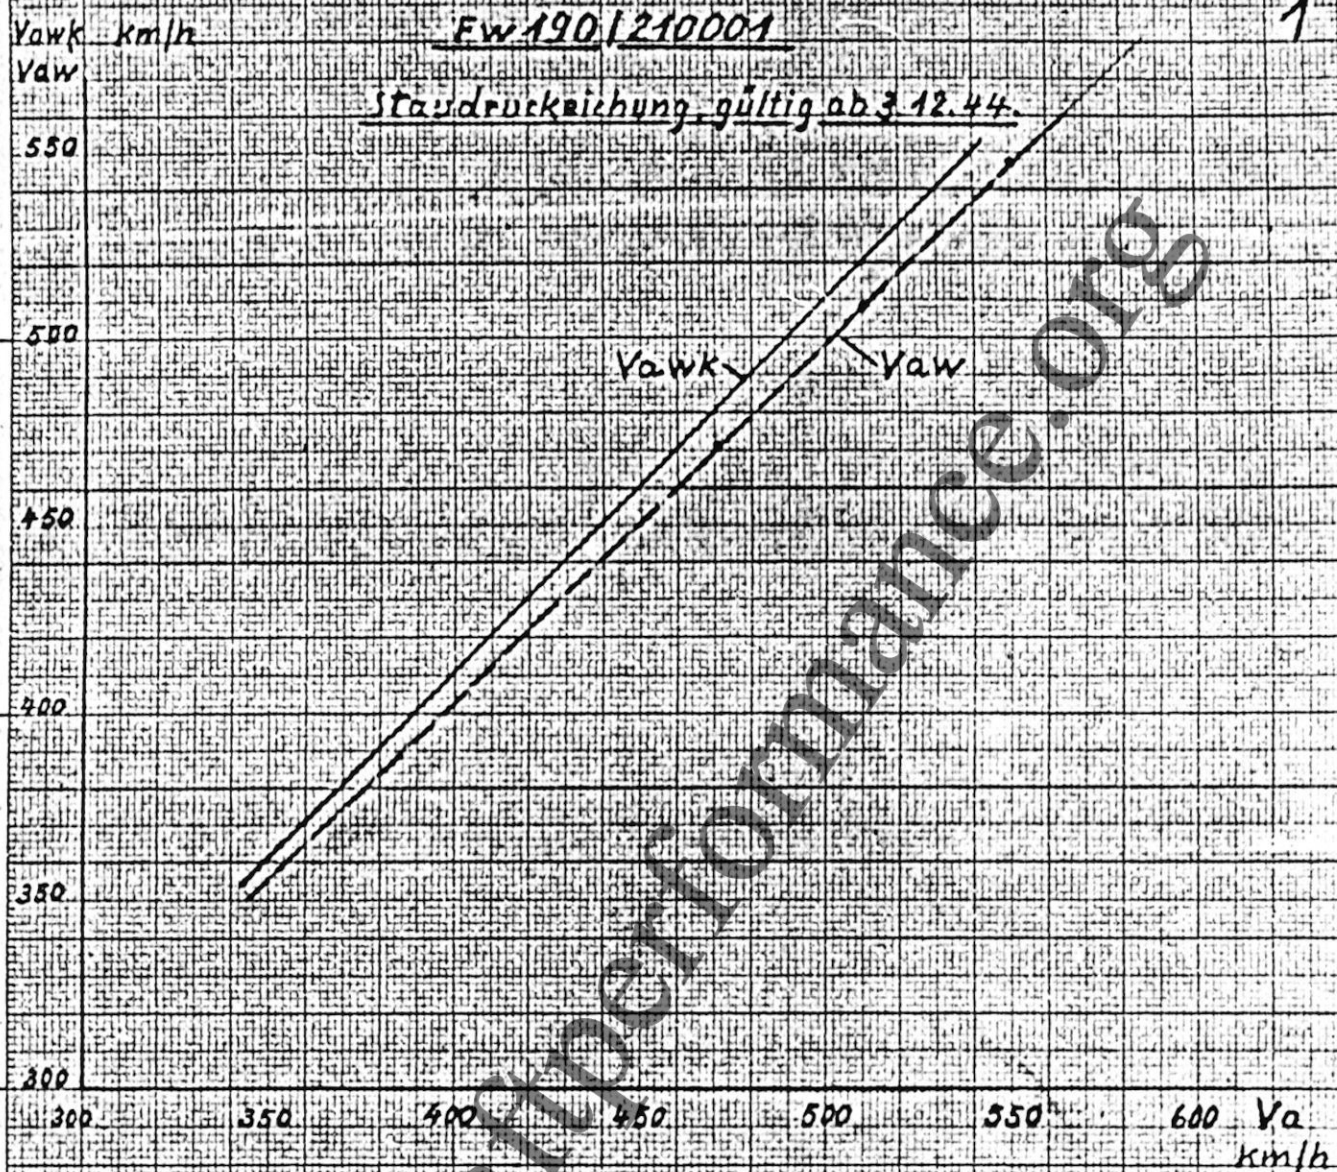 Vawk km/h
Vaw
Fw 190 / 210001
1
Staudruckeichung, gültig ab 3.12.44.
550
500
Vawk
Vaw
450
400
350
300
300 350 400 450 500 550 600 Va
km/h
ftperformance.org